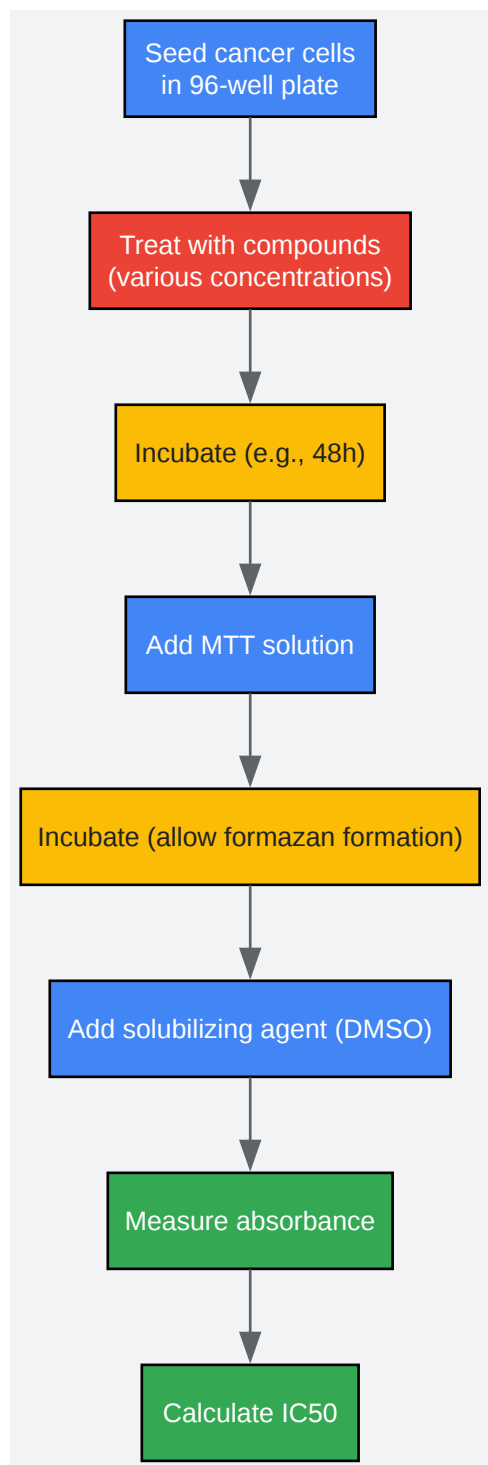 Seed cancer cells
in 96-well plate
Treat with compounds
(various concentrations)
Incubate (e.g., 48h)
Add MTT solution
Incubate (allow formazan formation)
Add solubilizing agent (DMSO)
Measure absorbance
Calculate IC50